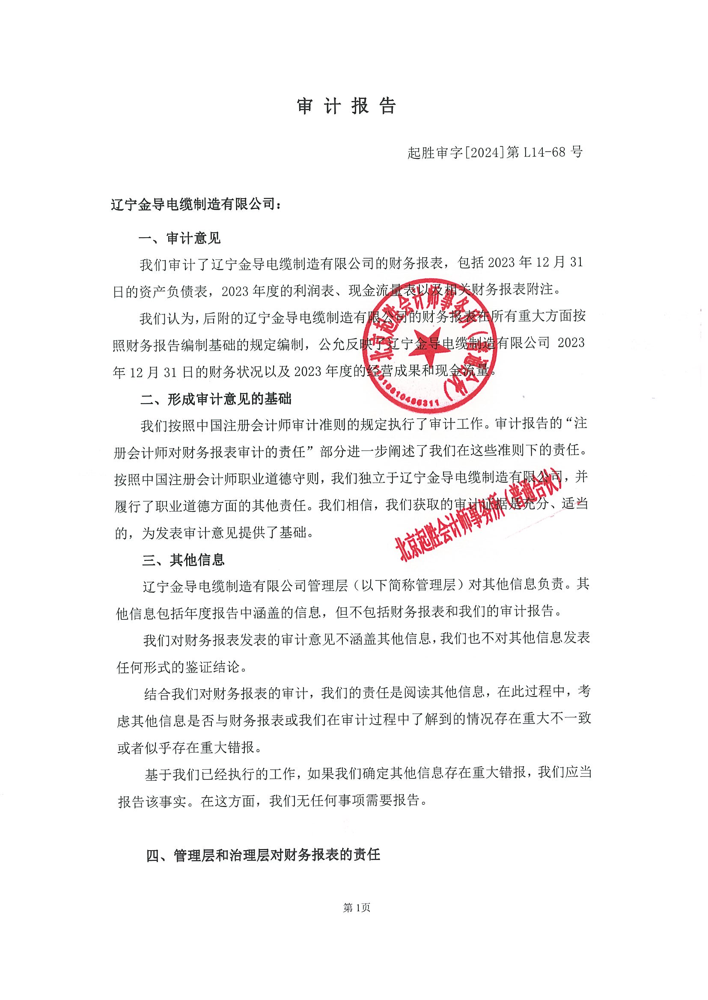 审计报告
起胜审字[2024]第 L14-68 号
辽宁金导电缆制造有限公司：
一、审计意见
我们审计了辽宁金导电缆制造有限公司的财务报表，包括 2023 年 12 月 31
日的资产负债表，2023 年度的利润表、现金流量表以及相关财务报表附注。
我们认为，后附的辽宁金导电缆制造有限公司的财务报表在所有重大方面按
照财务报告编制基础的规定编制，公允反映了辽宁金导电缆制造有限公司 2023
年 12 月 31 日的财务状况以及 2023 年度的经营成果和现金流量。
北京起胜会计师事务所（普通合伙）
二、形成审计意见的基础
我们按照中国注册会计师审计准则的规定执行了审计工作。审计报告的“注
册会计师对财务报表审计的责任”部分进一步阐述了我们在这些准则下的责任。
按照中国注册会计师职业道德守则，我们独立于辽宁金导电缆制造有限公司，并
履行了职业道德方面的其他责任。我们相信，我们获取的审计证据是充分、适当
的，为发表审计意见提供了基础。
北京起胜会计师事务所（普通合伙）
三、其他信息
辽宁金导电缆制造有限公司管理层（以下简称管理层）对其他信息负责。其
他信息包括年度报告中涵盖的信息，但不包括财务报表和我们的审计报告。
我们对财务报表发表的审计意见不涵盖其他信息，我们也不对其他信息发表
任何形式的鉴证结论。
结合我们对财务报表的审计，我们的责任是阅读其他信息，在此过程中，考
虑其他信息是否与财务报表或我们在审计过程中了解到的情况存在重大不一致
或者似乎存在重大错报。
基于我们已经执行的工作，如果我们确定其他信息存在重大错报，我们应当
报告该事实。在这方面，我们无任何事项需要报告。
四、管理层和治理层对财务报表的责任
第 1页